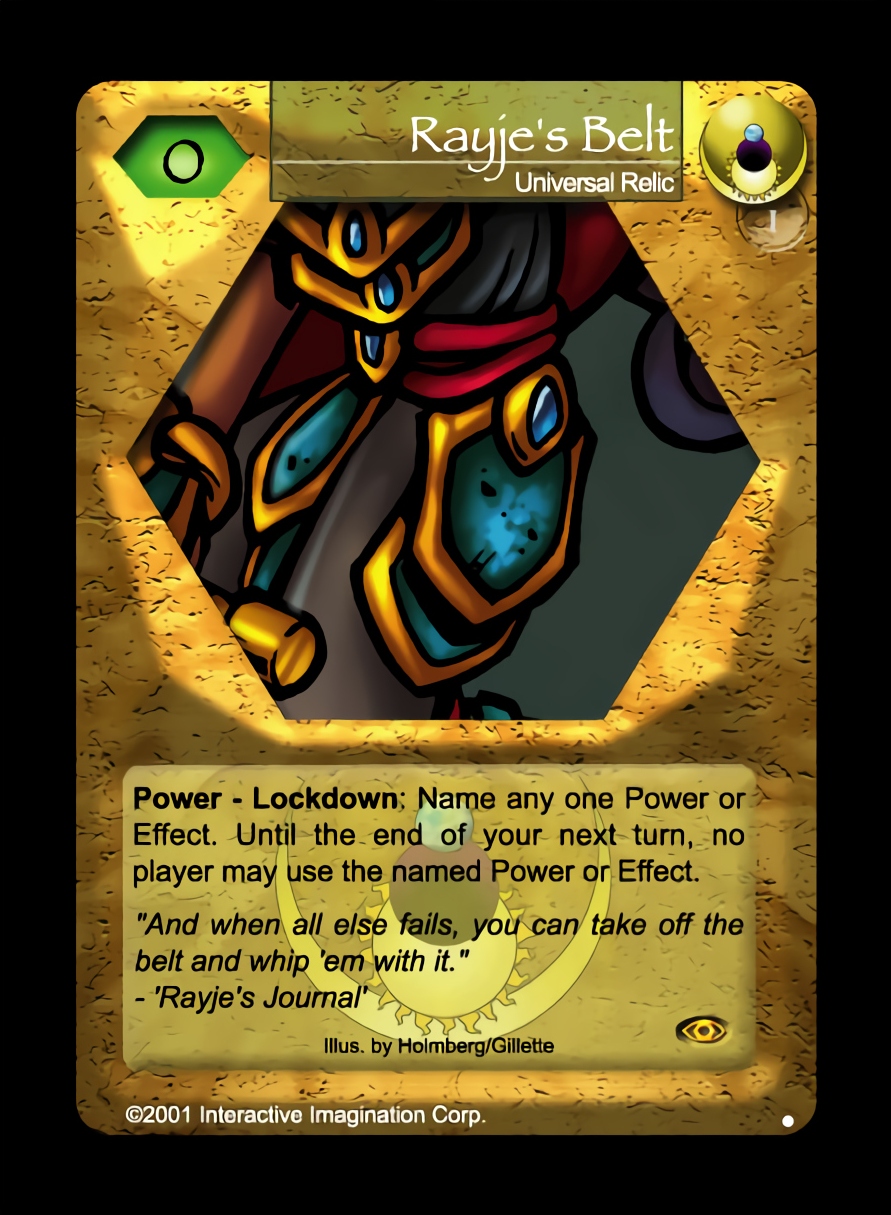 0
Rayje's Belt
Universal Relic
1
Power - Lockdown: Name any one Power or
Effect. Until the end of your next turn, no
player may use the named Power or Effect.
"And when all else fails, you can take off the
belt and whip 'em with it."
- 'Rayje's Journal'
Illus. by Holmberg/Gillette
©2001 Interactive Imagination Corp.